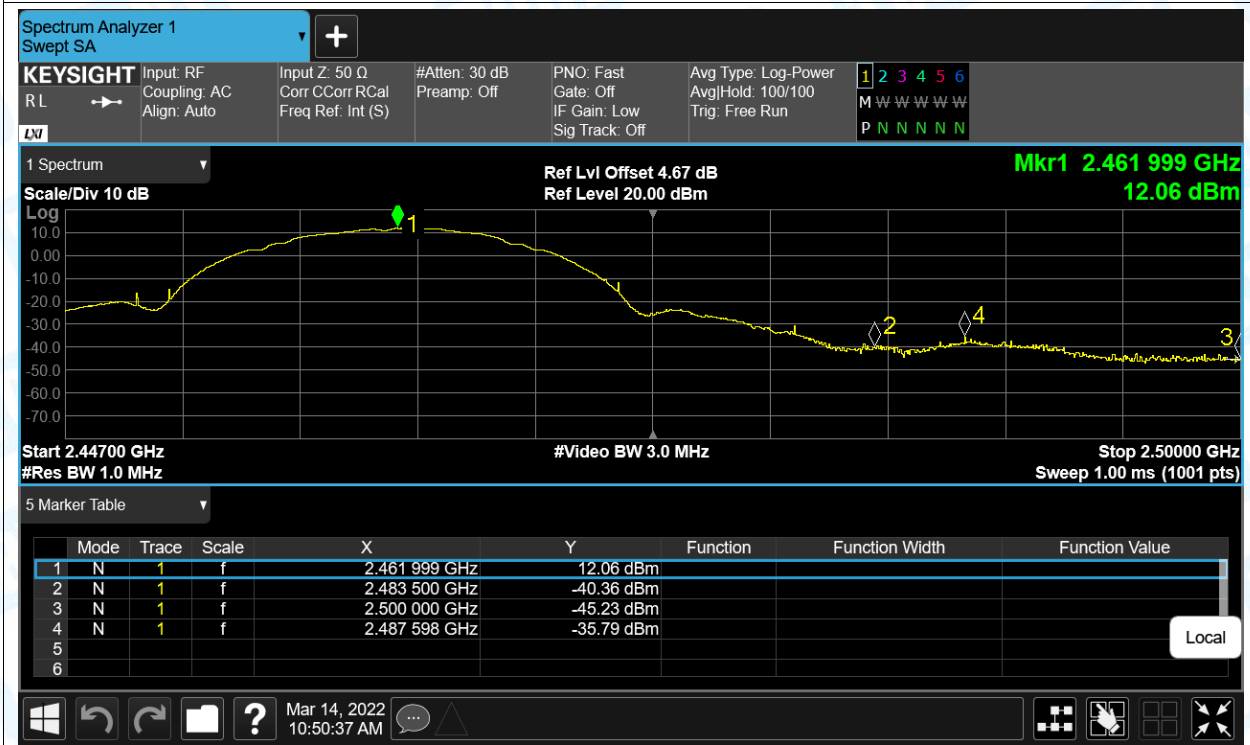 Spectrum Analyzer 1
Swept SA
+
KEYSIGHT
R L
LXI
Input: RF
Coupling: AC
Align: Auto
Input Z: 50 Ω
Corr CCorr RCal
Freq Ref: Int (S)
#Atten: 30 dB
Preamp: Off
PNO: Fast
Gate: Off
IF Gain: Low
Sig Track: Off
Avg Type: Log-Power
Avg|Hold: 100/100
Trig: Free Run
1 2 3 4 5 6
M W W W W W
P N N N N N
1 Spectrum
Scale/Div 10 dB
Ref Lvl Offset 4.67 dB
Ref Level 20.00 dBm
Mkr1 2.461 999 GHz
12.06 dBm
Log
10.0
0.00
-10.0
-20.0
-30.0
-40.0
-50.0
-60.0
-70.0
1
2
4
3
Start 2.44700 GHz
#Res BW 1.0 MHz
#Video BW 3.0 MHz
Stop 2.50000 GHz
Sweep 1.00 ms (1001 pts)
5 Marker Table
Mode Trace Scale X Y Function Function Width Function Value
1 N 1 f 2.461 999 GHz 12.06 dBm
2 N 1 f 2.483 500 GHz -40.36 dBm
3 N 1 f 2.500 000 GHz -45.23 dBm
4 N 1 f 2.487 598 GHz -35.79 dBm
5
6
Local
?
Mar 14, 2022
10:50:37 AM